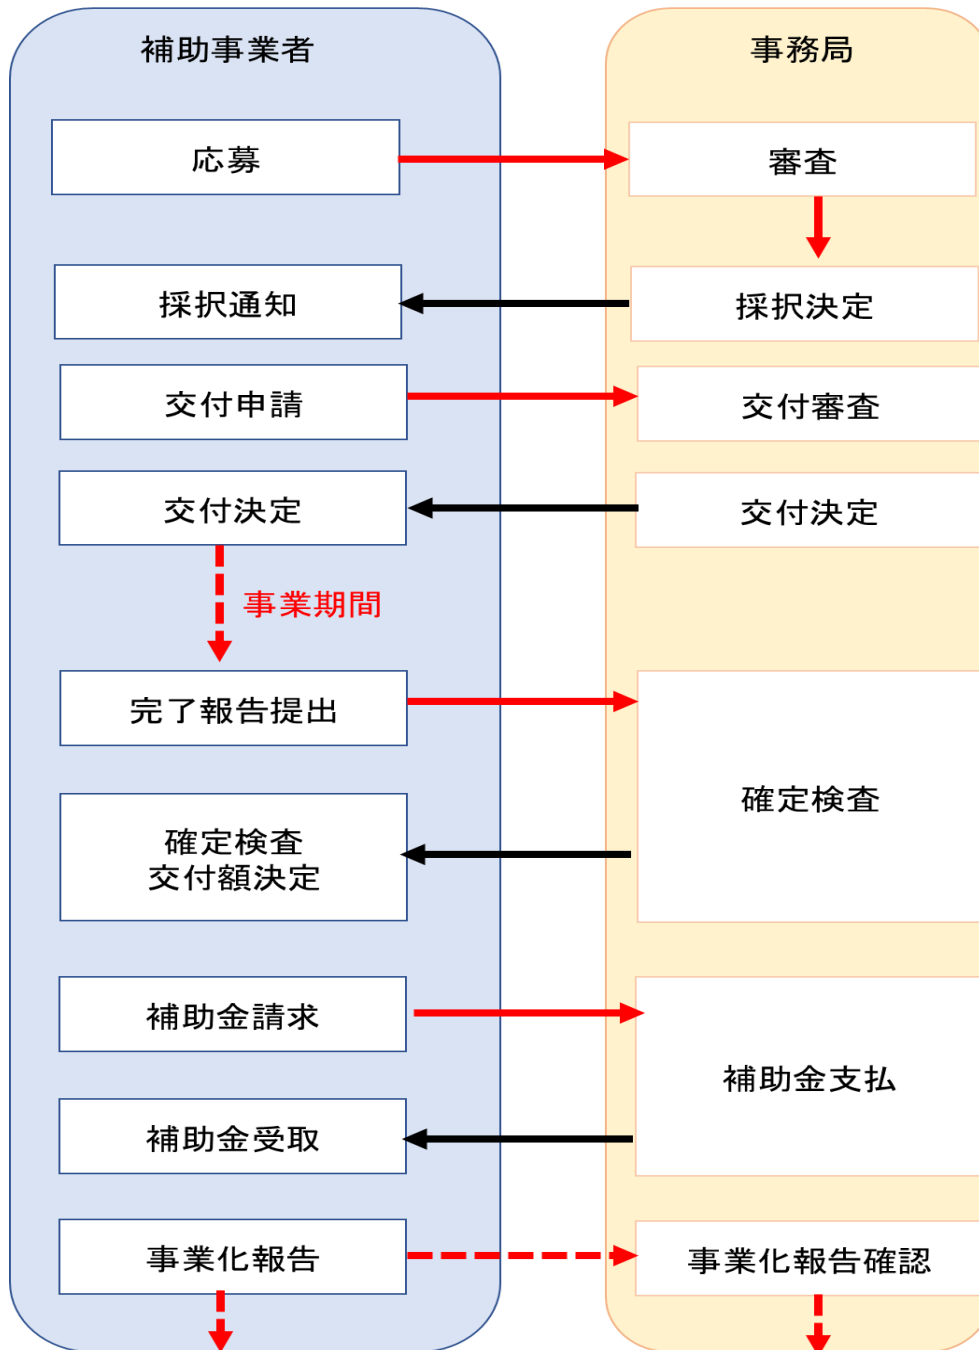 補助事業者
事務局
応募
審査
採択通知
採択決定
交付申請
交付審査
交付決定
交付決定
事業期間
完了報告提出
確定検査
確定検査
交付額決定
補助金請求
補助金支払
補助金受取
事業化報告
事業化報告確認